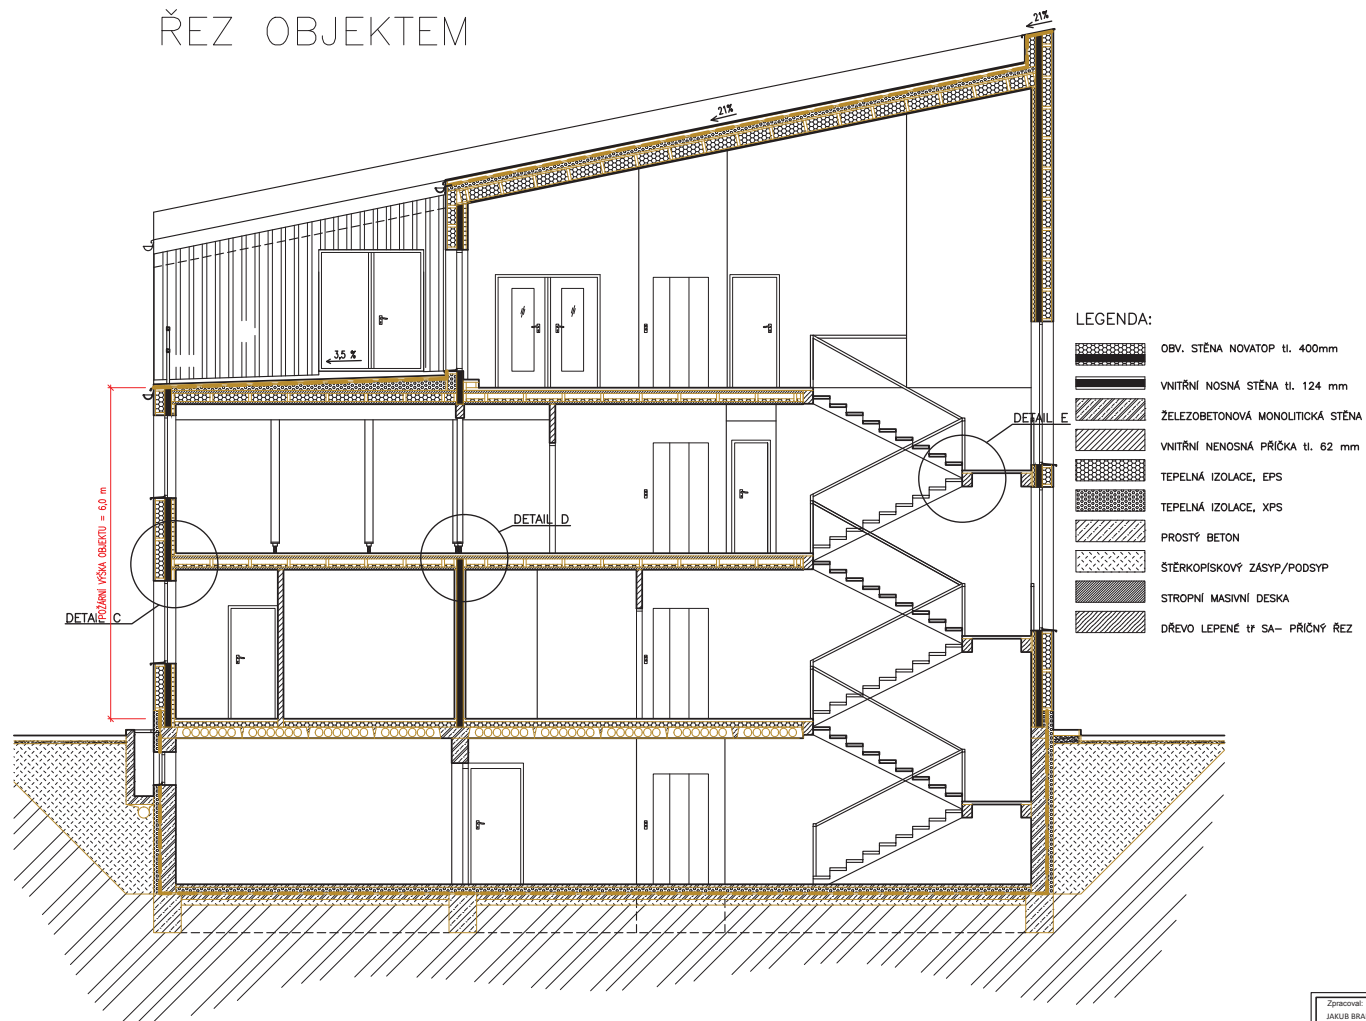 ŘEZ OBJEKTEM
21%
21%
3,5 %
LEGENDA:
OBV. STĚNA NOVATOP tl. 400mm
VNITŘNÍ NOSNÁ STĚNA tl. 124 mm
ŽELEZOBETONOVÁ MONOLITICKÁ STĚNA
VNITŘNÍ NENOSNÁ PŘÍČKA tl. 62 mm
TEPELNÁ IZOLACE, EPS
TEPELNÁ IZOLACE, XPS
PROSTÝ BETON
ŠTĚRKOPÍSKOVÝ ZÁSYP/PODSYP
STROPNÍ MASIVNÍ DESKA
DŘEVO LEPENÉ tř SA– PŘÍČNÝ ŘEZ
DETAIL E
DETAIL D
DETAIL C
POŽÁRNÍ VÝŠKA OBJEKTU = 6,0 m
Zpracoval:
JAKUB